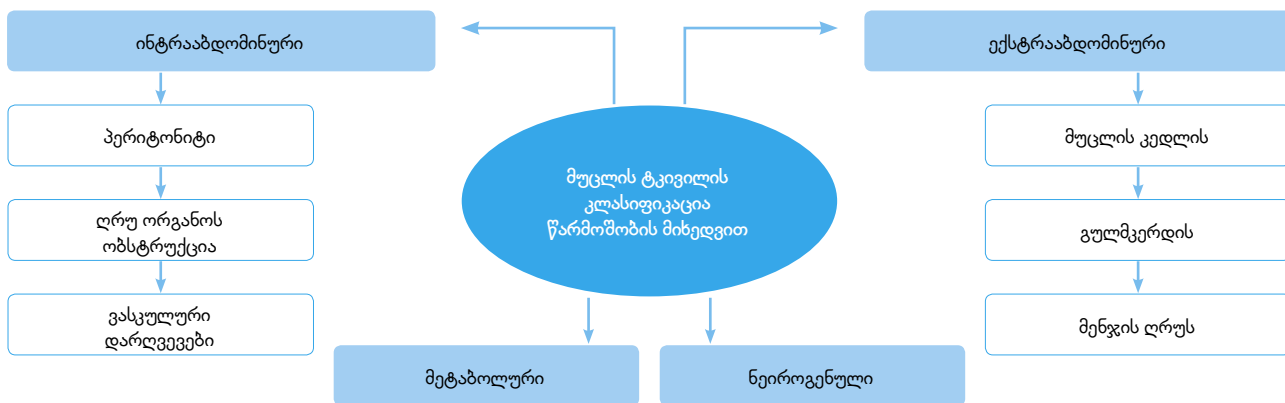 ინტრააბდომინური
ექსტრააბდომინური
პერიტონიტი
ღრუ ორგანოს
ობსტრუქცია
ვასკულური
დარღვევები
მუცლის ტკივილის
კლასიფიკაცია
წარმოშობის მიხედვით
მუცლის კედლის
გულმკერდის
მენჯის ღრუს
მეტაბოლური
ნეიროგენული